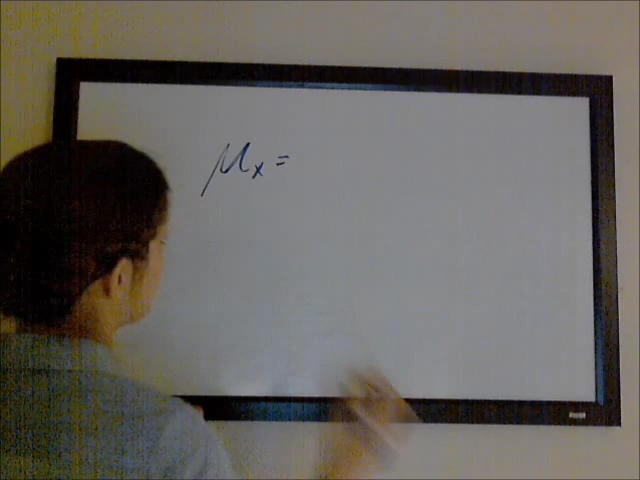 μx =